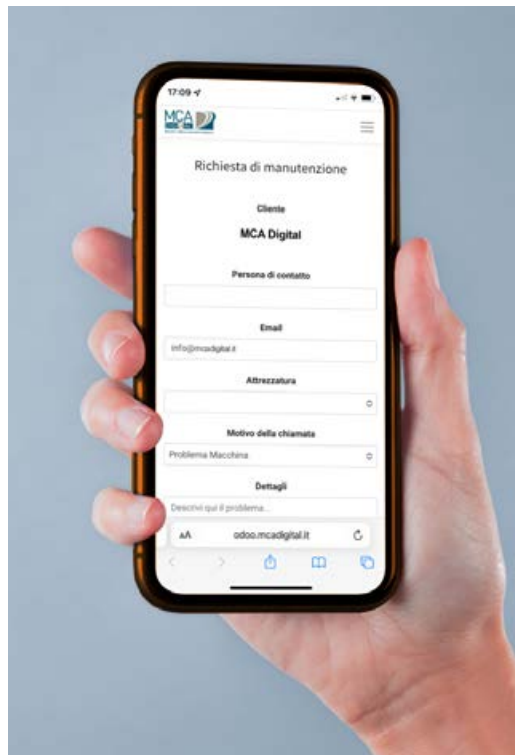 17:09
MCA
Richiesta di manutenzione
Cliente
MCA Digital
Persona di contatto
Email
info@mcadigital.it
Attrezzatura
Motivo della chiamata
Problema Macchina
Dettagli
Descrivi qui il problema...
AA
odoo.mcadigital.it